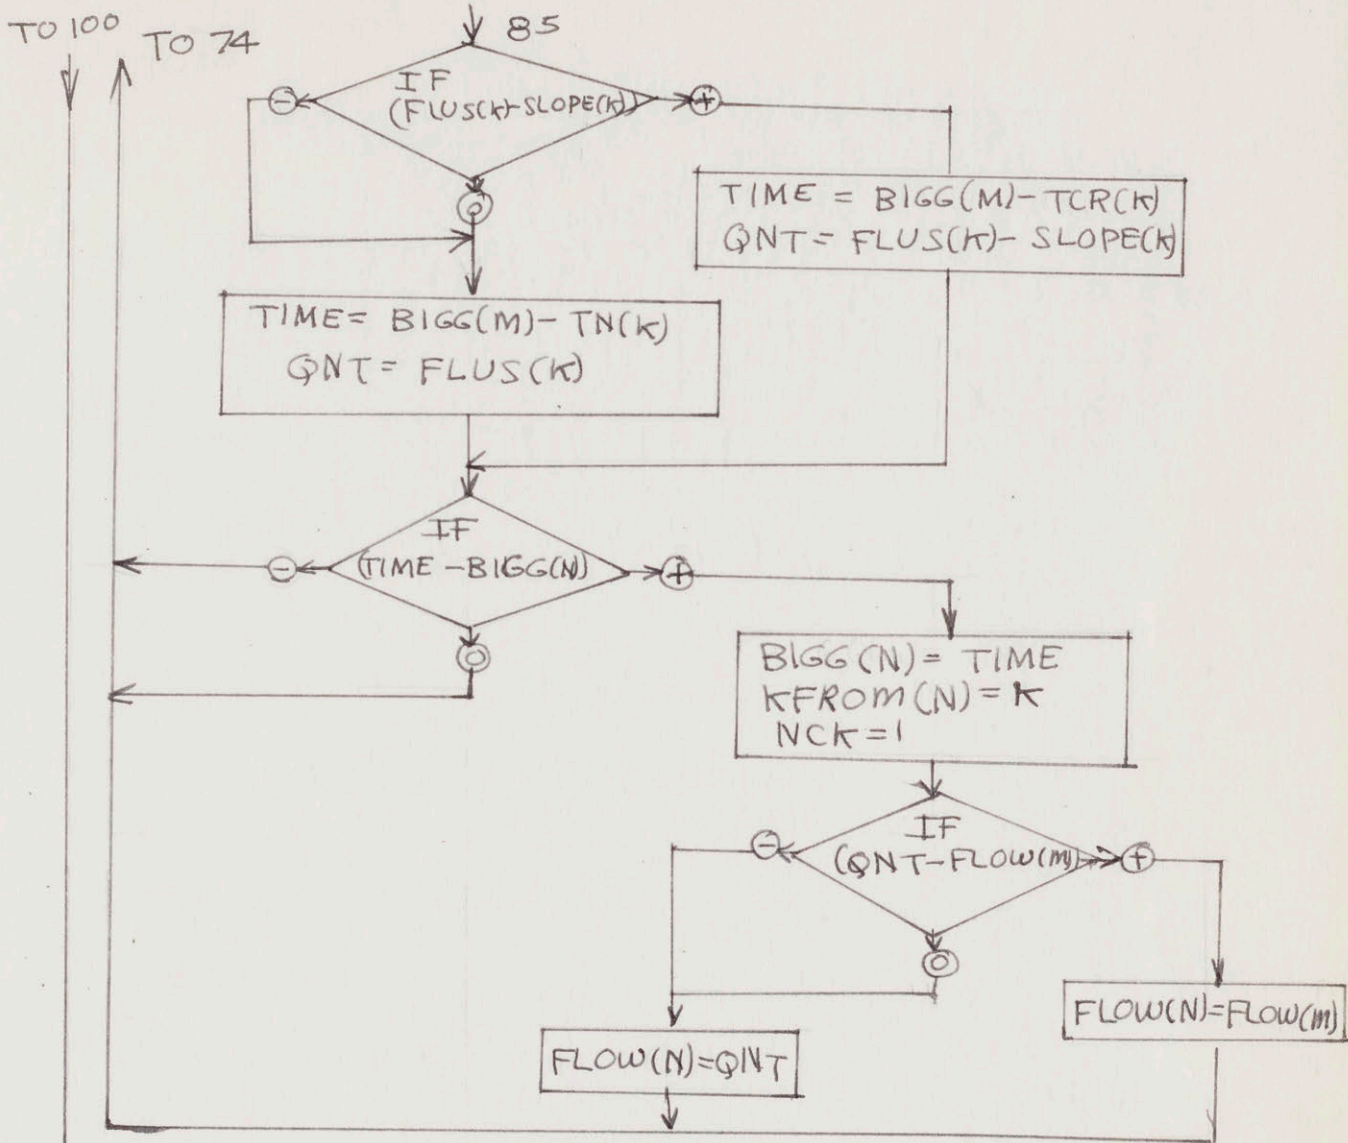 TO 100
TO 74
85
IF
(FLUS(K)-SLOPE(K))
-
+
0
TIME = BIGG(M)-TCR(K)
QNT = FLUS(K)- SLOPE(K)
TIME= BIGG(M)- TN(K)
QNT= FLUS(K)
IF
(TIME -BIGG(N))
-
+
0
BIGG(N)= TIME
KFROM(N)=K
NCK=1
IF
(QNT-FLOW(M))
-
+
0
FLOW(N)=FLOW(M)
FLOW(N)=QNT